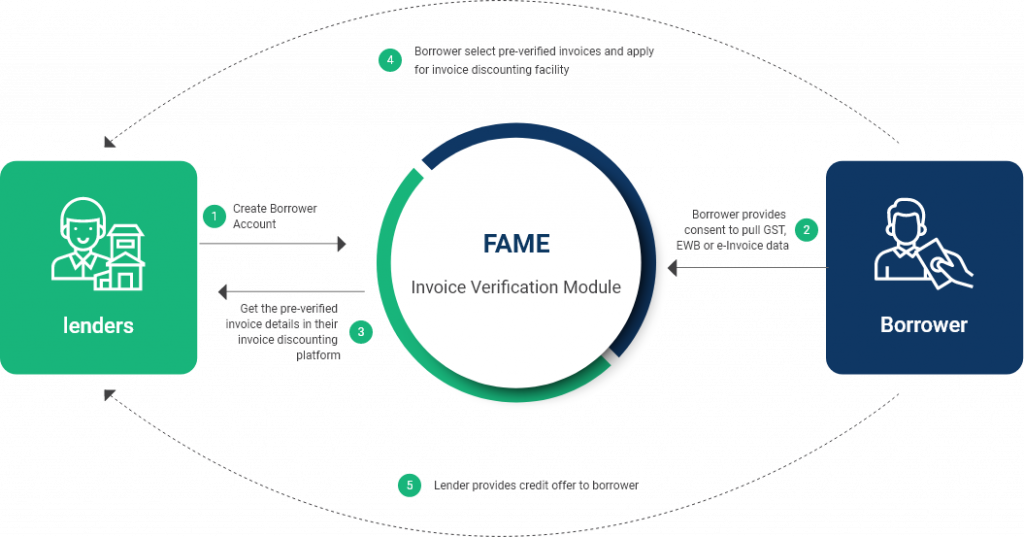 4
Borrower select pre-verified invoices and apply
for invoice discounting facility
lenders
1
Create Borrower
Account
Get the pre-verified
invoice details in their
invoice discounting
platform
3
FAME
Invoice Verification Module
Borrower provides
consent to pull GST,
EWB or e-Invoice data
2
Borrower
5
Lender provides credit offer to borrower